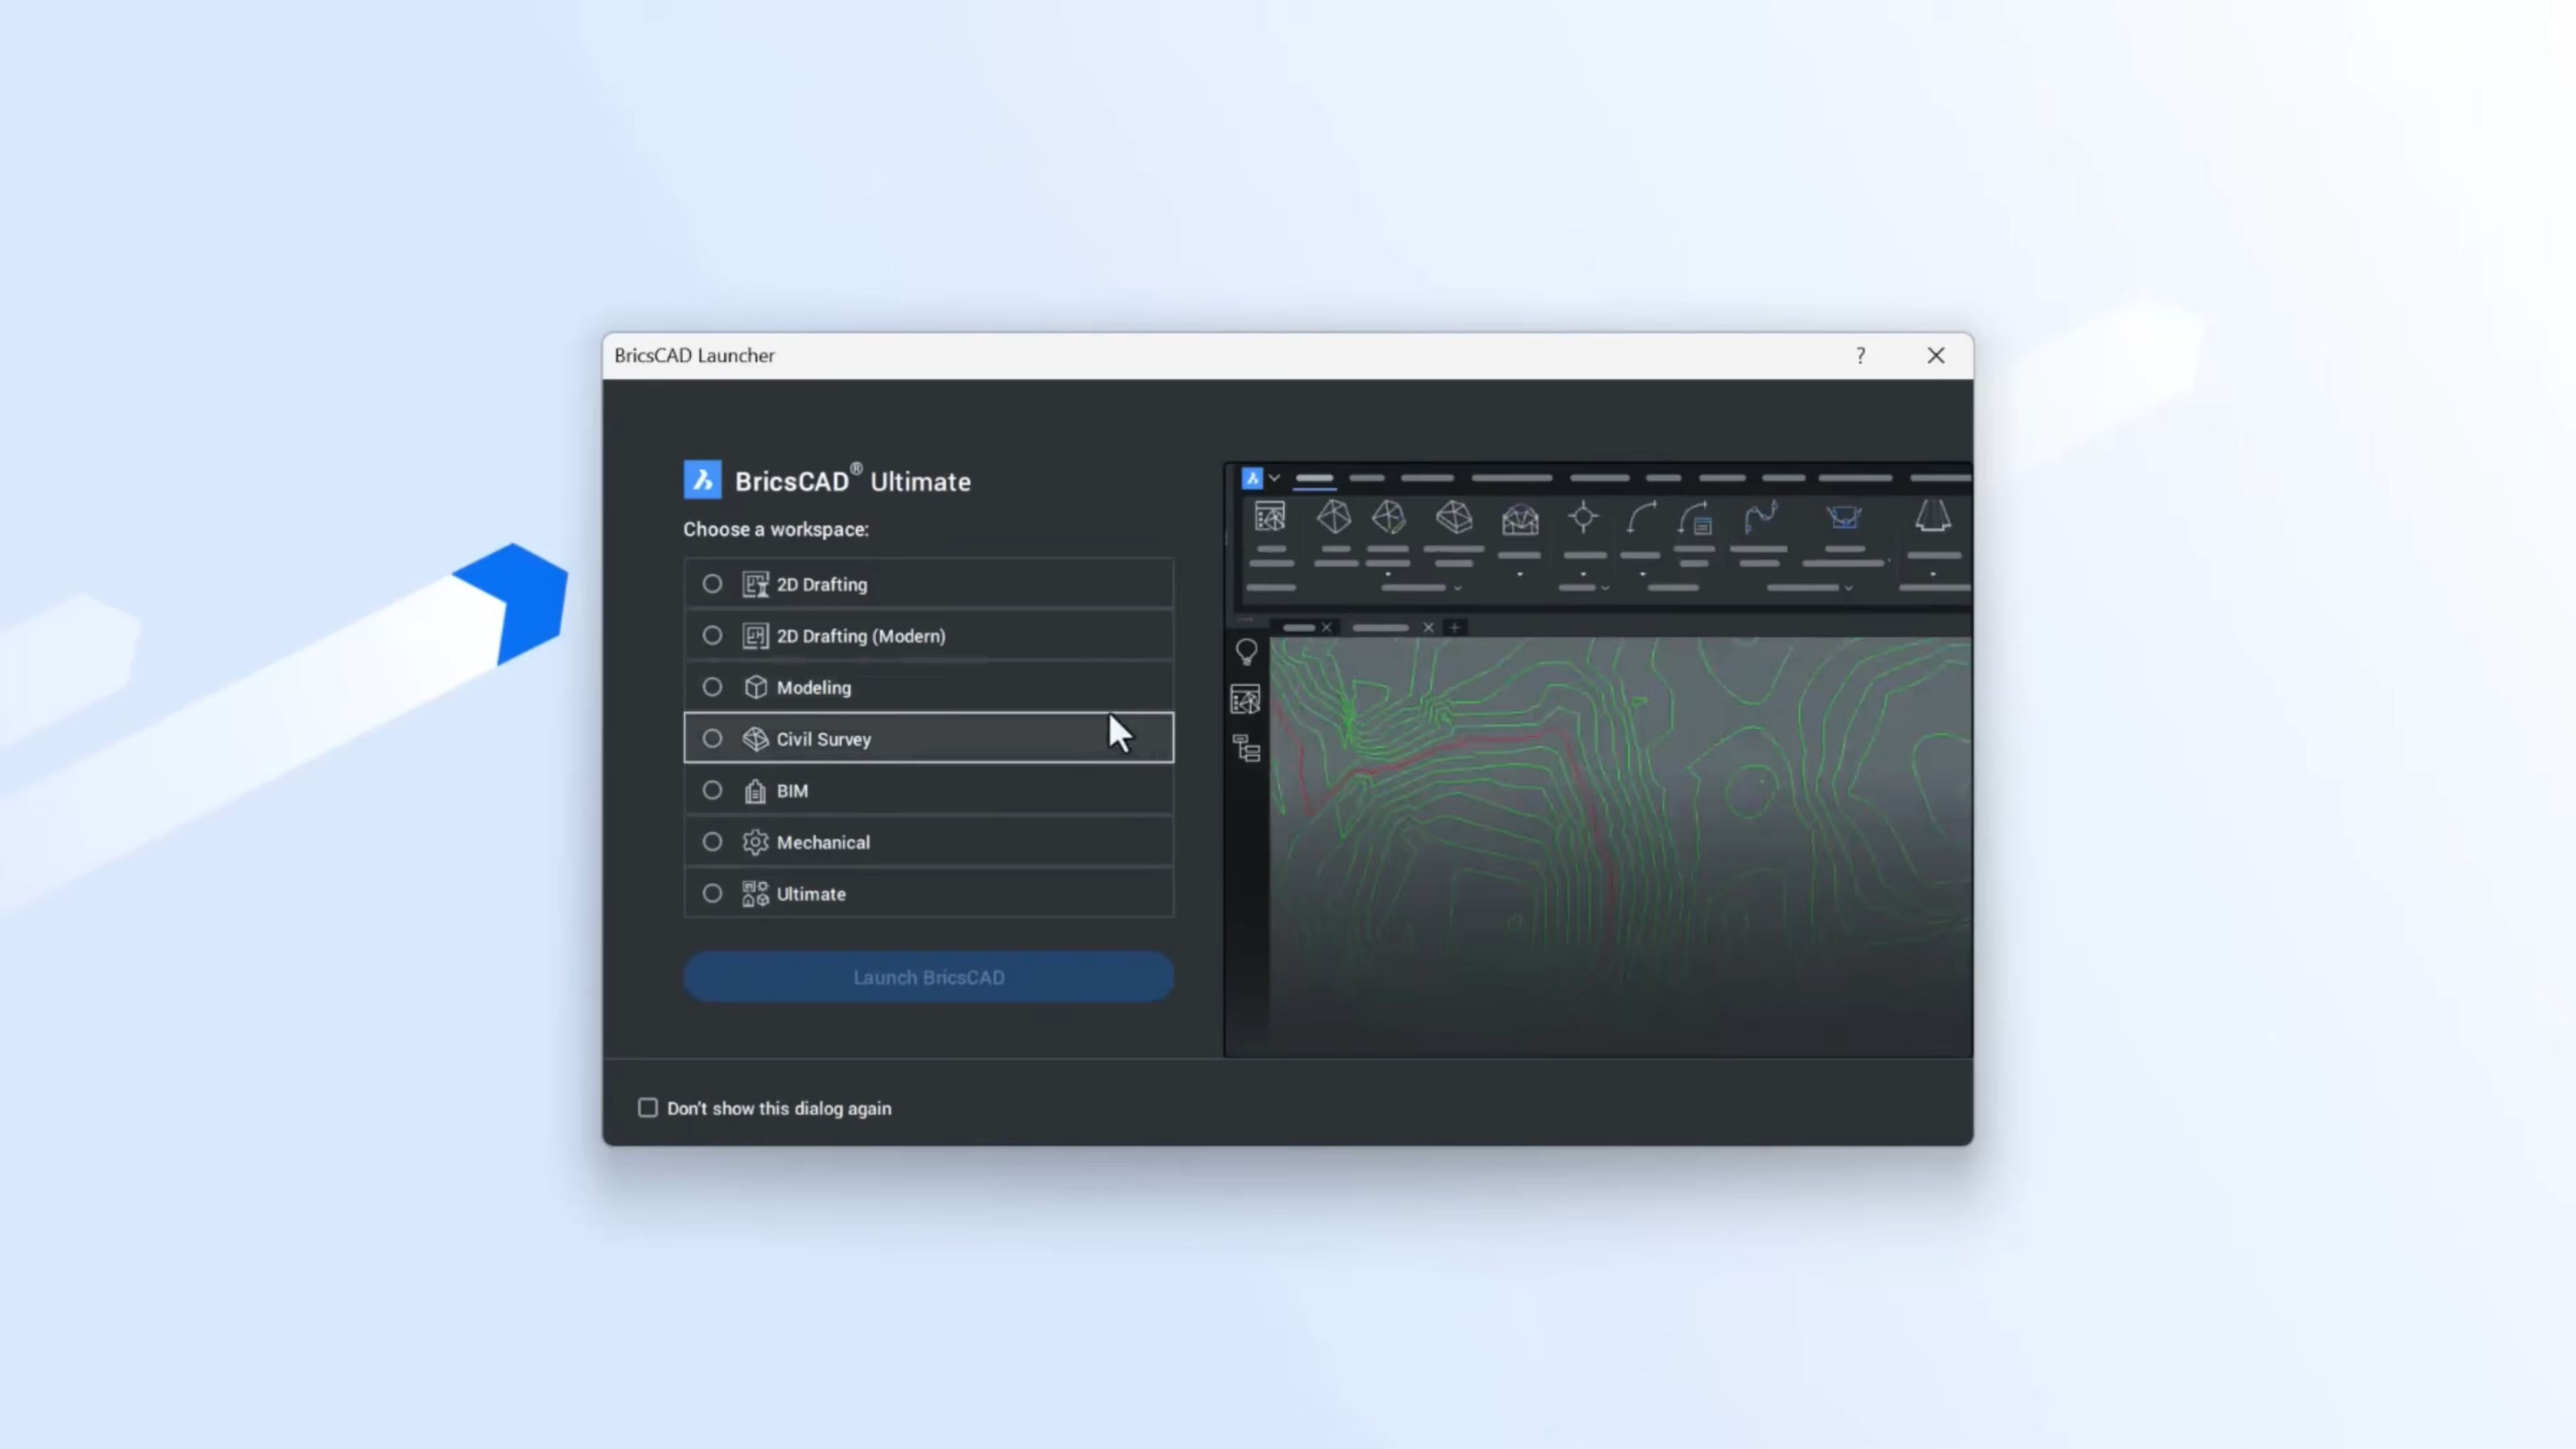 BricsCAD Launcher
BricsCAD® Ultimate
Choose a workspace:
2D Drafting
2D Drafting (Modern)
Modeling
Civil Survey
BIM
Mechanical
Ultimate
Launch BricsCAD
Don't show this dialog again